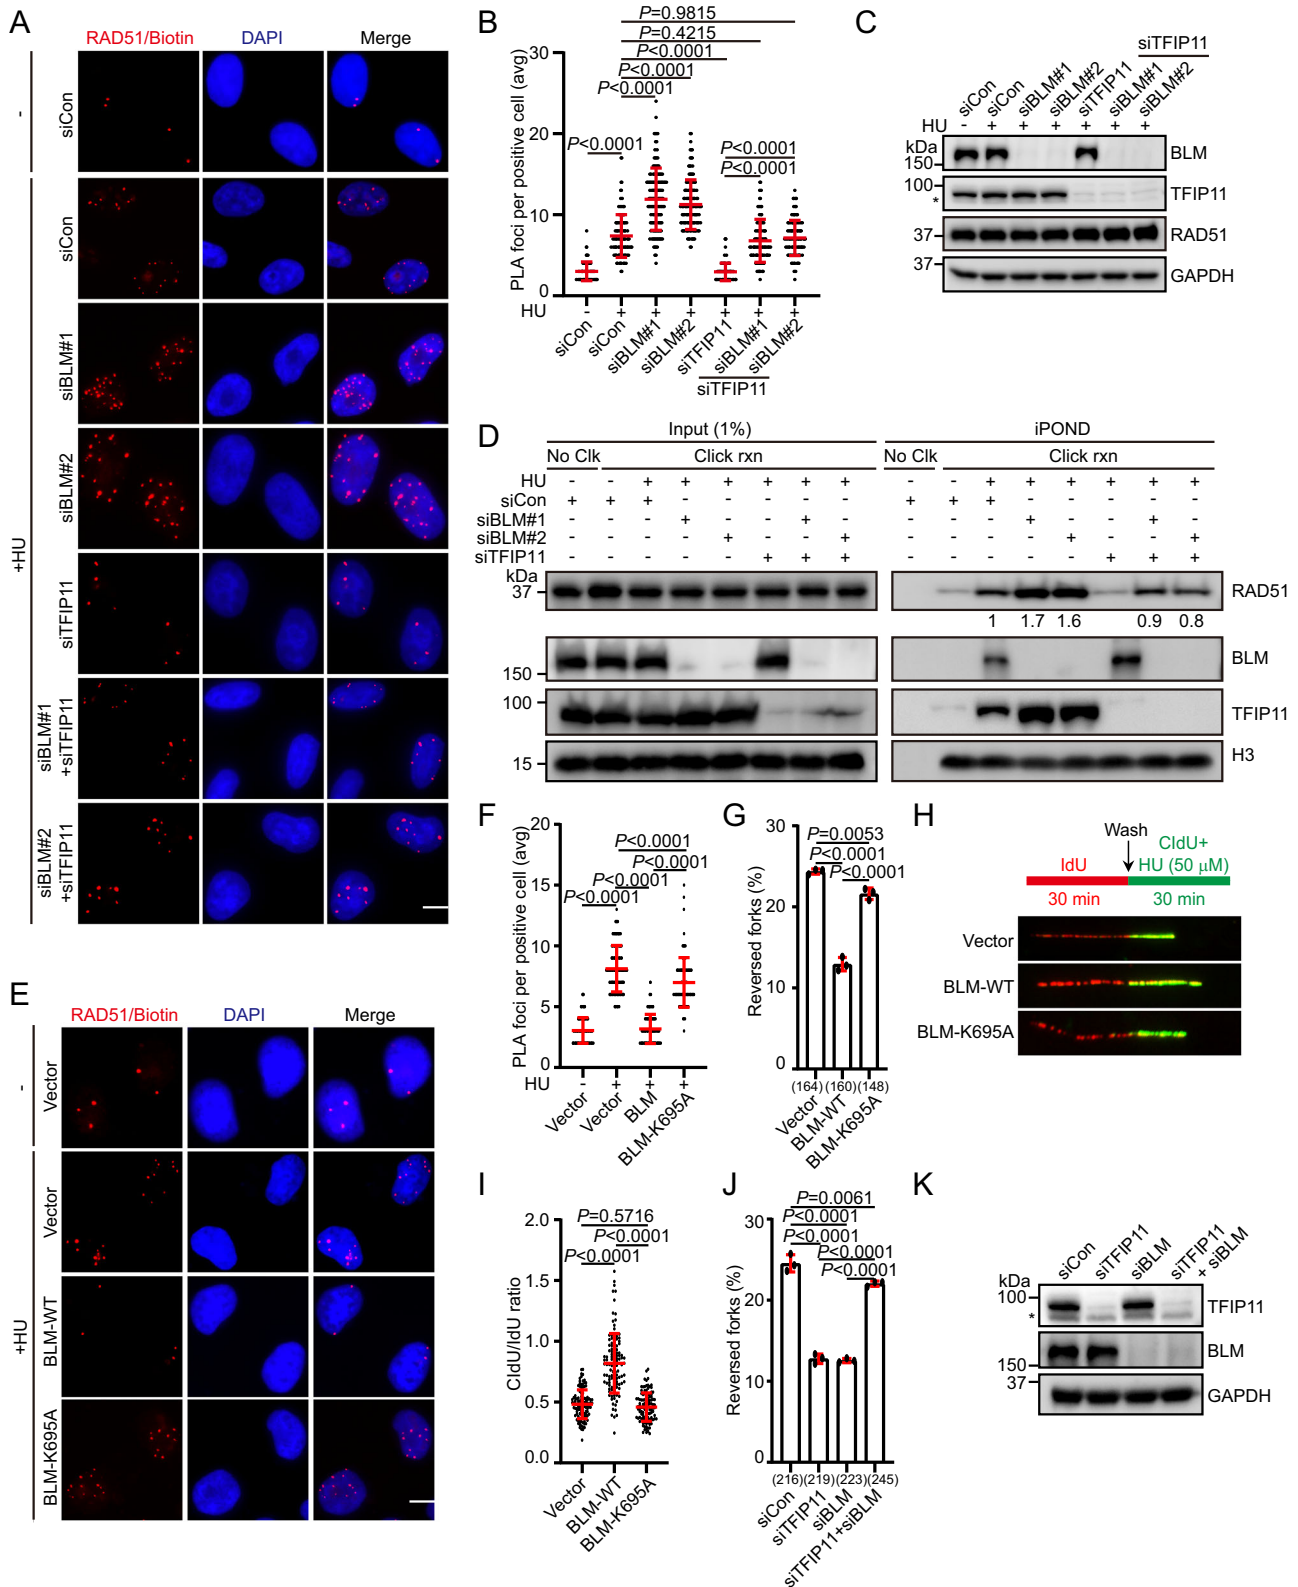 A
RAD51/Biotin DAPI Merge
-
siCon
+HU
siCon
siBLM#1
siBLM#2
siTFIP11
siBLM#1
+siTFIP11
siBLM#2
+siTFIP11
B
P=0.9815
P=0.4215
P<0.0001
P<0.0001
P<0.0001
P<0.0001
P<0.0001
P<0.0001
PLA foci per positive cell (avg)
30
20
10
0
HU - + + + + + +
siCon siCon siBLM#1 siBLM#2 siTFIP11 siBLM#1 siBLM#2
siTFIP11
C
siTFIP11
siCon siCon siBLM#1 siBLM#2 siTFIP11 siBLM#1 siBLM#2
HU - + + + + + +
kDa
150 BLM
100
* TFIP11
37 RAD51
37
GAPDH
D
Input (1%) iPOND
No Clk Click rxn No Clk Click rxn
HU - - + + + + + + - - + + + + + +
siCon + + + - - - - - + + + - - - - -
siBLM#1 - - - + - - + - - - - + - - + -
siBLM#2 - - - - + - - + - - - - + - - +
siTFIP11 - - - - - + + + - - - - - + + +
kDa
37 RAD51
1 1.7 1.6 0.9 0.8
150 BLM
100 TFIP11
15 H3
E
RAD51/Biotin DAPI Merge
-
Vector
+HU
Vector
BLM-WT
BLM-K695A
F
P<0.0001
P<0.0001
P<0.0001
P<0.0001
PLA foci per positive cell (avg)
20
15
10
5
0
HU - + + +
Vector Vector BLM BLM-K695A
G
P=0.0053
P<0.0001
P<0.0001
Reversed forks (%)
30
20
10
0
(164) (160) (148)
Vector BLM-WT BLM-K695A
H
Wash
IdU CldU+
HU (50 µM)
30 min 30 min
Vector
BLM-WT
BLM-K695A
I
P=0.5716
P<0.0001
P<0.0001
CldU/IdU ratio
2.0
1.5
1.0
0.5
0.0
Vector BLM-WT BLM-K695A
J
P=0.0061
P<0.0001
P<0.0001
P<0.0001
P<0.0001
Reversed forks (%)
30
20
10
0
(216) (219) (223) (245)
siCon siTFIP11 siBLM siTFIP11+siBLM
K
siCon siTFIP11 siBLM siTFIP11
+ siBLM
kDa
100 TFIP11
*
BLM
150
37
GAPDH